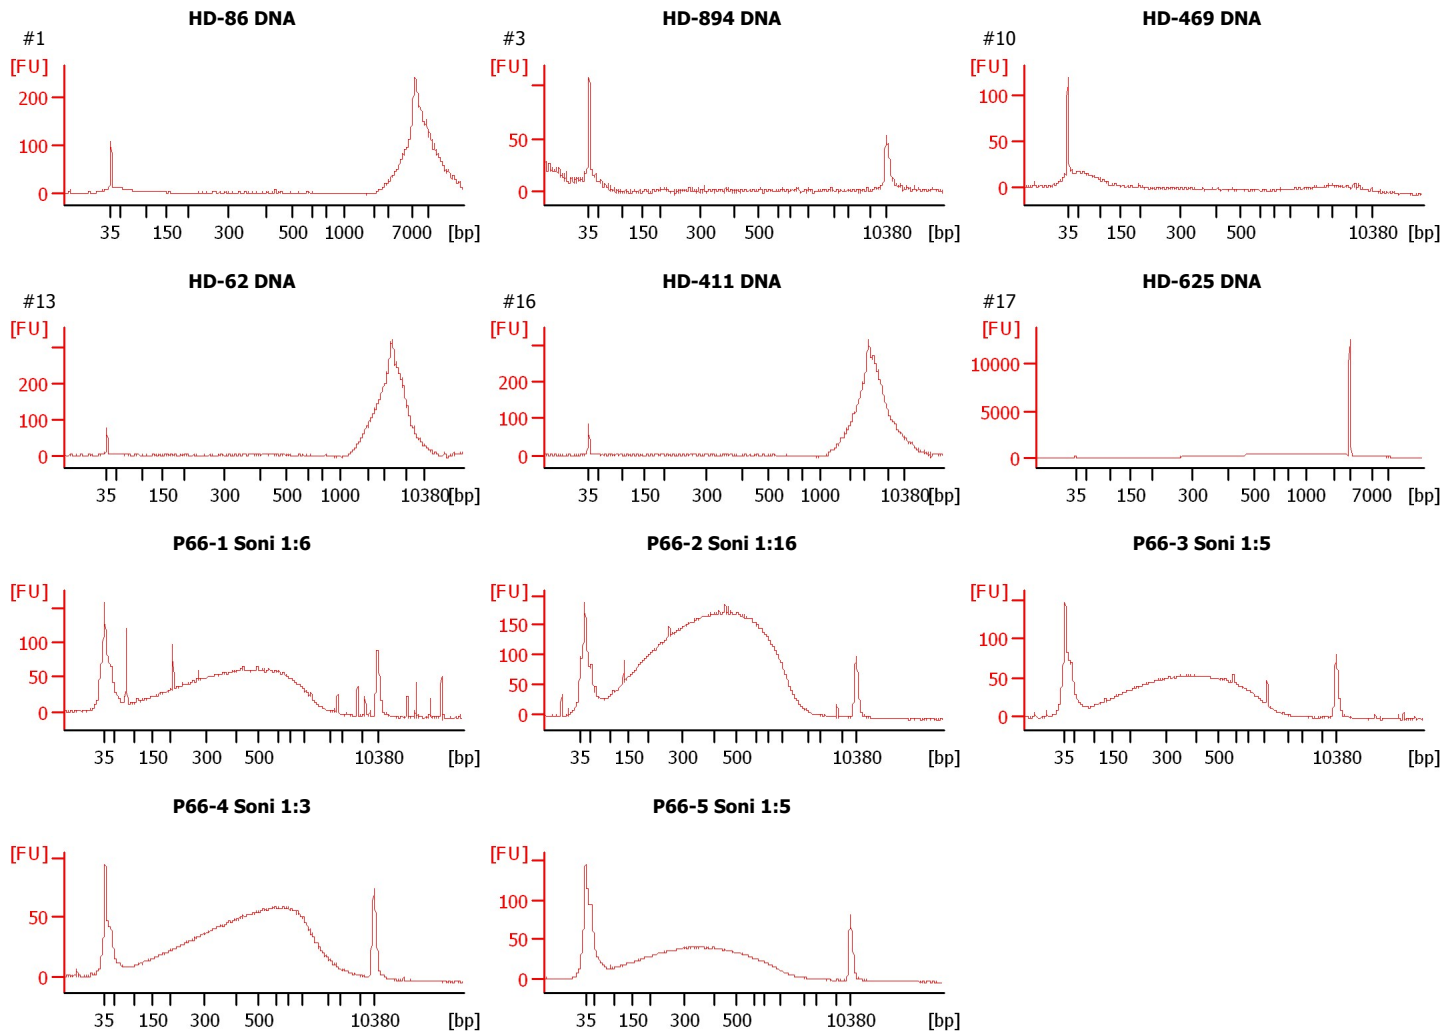 HD-86 DNA
#1
[FU]
200
100
0
35 150 300 500 1000 7000 [bp]
HD-894 DNA
#3
[FU]
50
0
35 150 300 500 10380 [bp]
HD-469 DNA
#10
[FU]
100
50
0
35 150 300 500 10380 [bp]
HD-62 DNA
#13
[FU]
200
100
0
35 150 300 500 1000 10380 [bp]
HD-411 DNA
#16
[FU]
200
100
0
35 150 300 500 1000 10380 [bp]
HD-625 DNA
#17
[FU]
10000
5000
0
35 150 300 500 1000 7000 [bp]
P66-1 Soni 1:6
[FU]
100
50
0
35 150 300 500 10380 [bp]
P66-2 Soni 1:16
[FU]
150
100
50
0
35 150 300 500 10380 [bp]
P66-3 Soni 1:5
[FU]
100
50
0
35 150 300 500 10380 [bp]
P66-4 Soni 1:3
[FU]
50
0
35 150 300 500 10380 [bp]
P66-5 Soni 1:5
[FU]
100
50
0
35 150 300 500 10380 [bp]